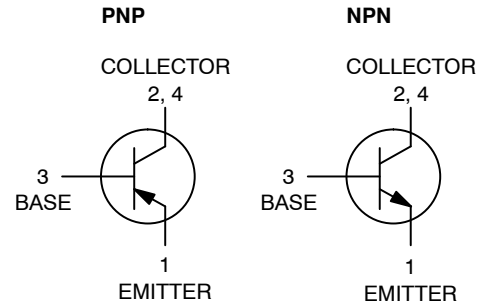 PNP
COLLECTOR
2, 4
3
BASE
1
EMITTER
NPN
COLLECTOR
2, 4
3
BASE
1
EMITTER